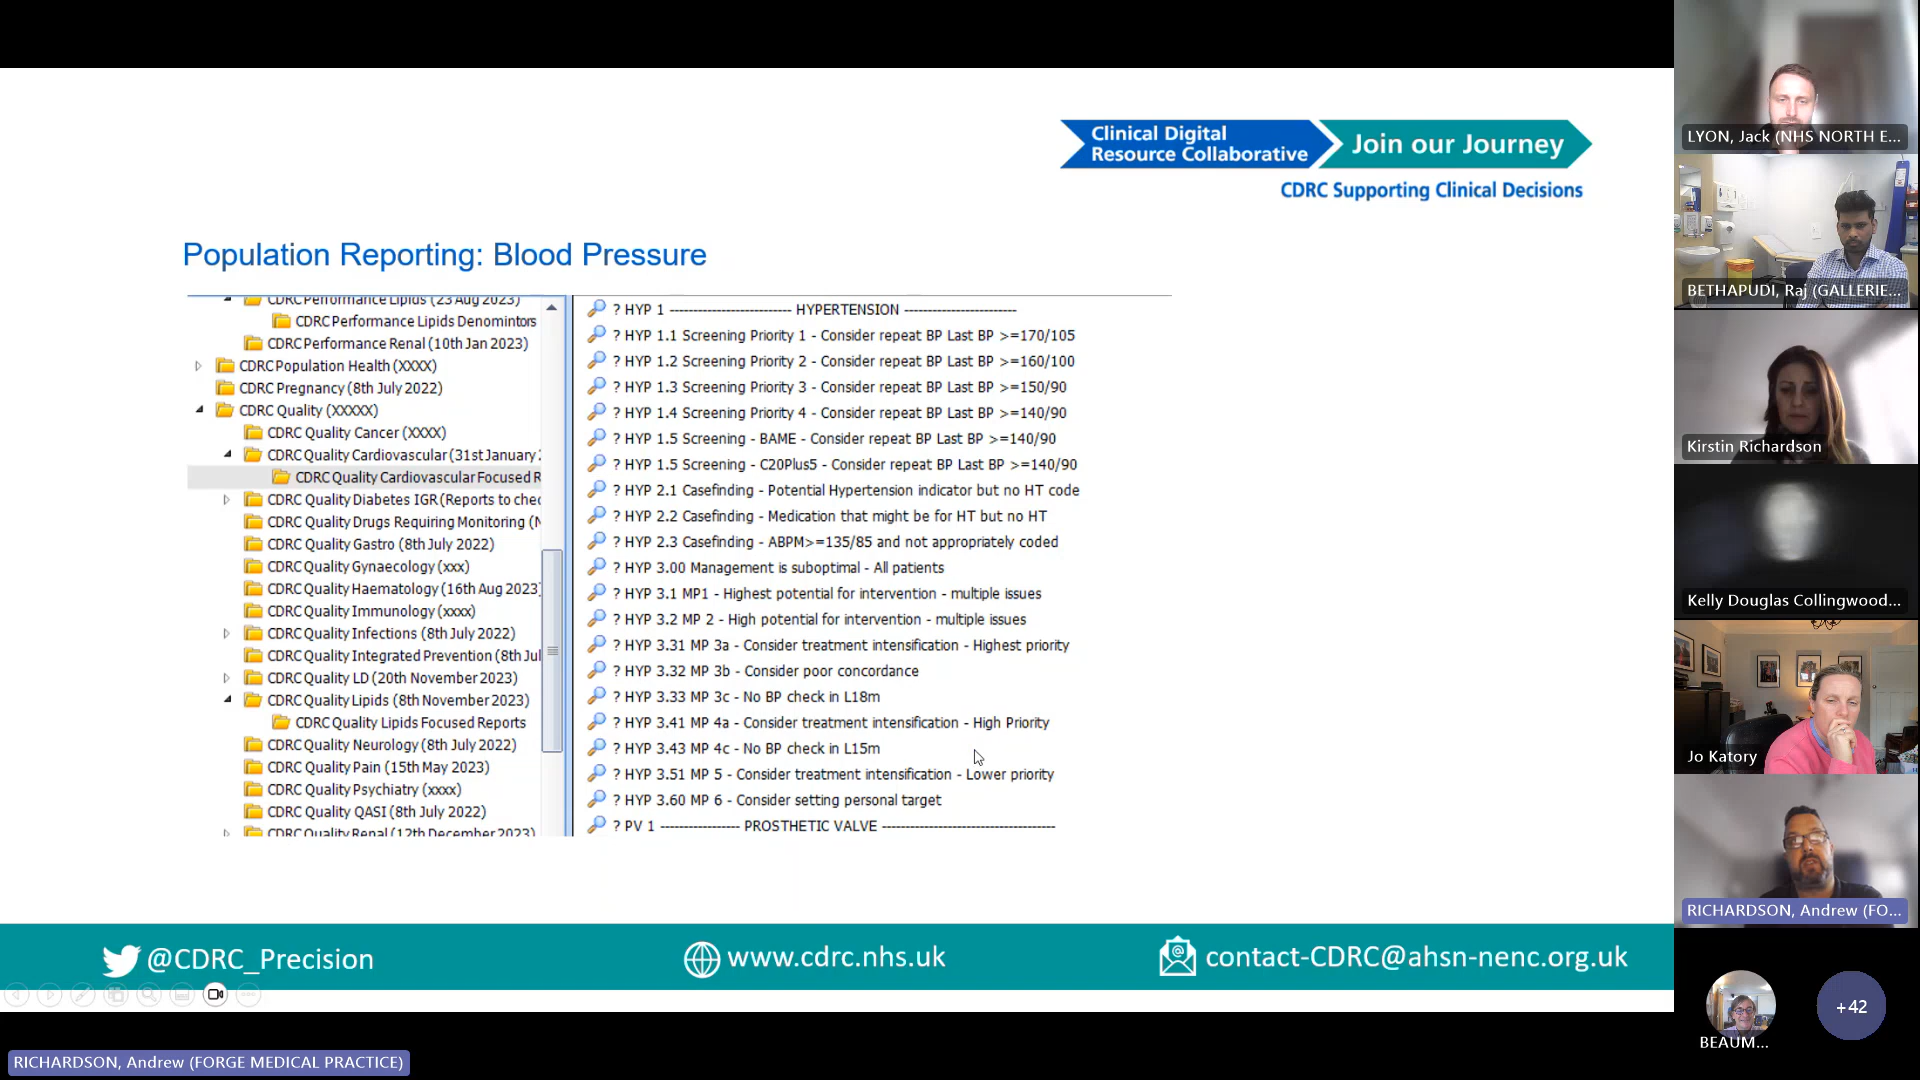 Clinical Digital
Resource Collaborative
Join our Journey
CDRC Supporting Clinical Decisions
Population Reporting: Blood Pressure
CDRC Performance Lipids (23 Aug 2023)
CDRC Performance Lipids Denomintors
CDRC Performance Renal (10th Jan 2023)
CDRC Population Health (XXXX)
CDRC Pregnancy (8th July 2022)
CDRC Quality (XXXXX)
CDRC Quality Cancer (XXXX)
CDRC Quality Cardiovascular (31st January
CDRC Quality Cardiovascular Focused R
CDRC Quality Diabetes IGR (Reports to chec
CDRC Quality Drugs Requiring Monitoring (N
CDRC Quality Gastro (8th July 2022)
CDRC Quality Gynaecology (xxx)
CDRC Quality Haematology (16th Aug 2023)
CDRC Quality Immunology (xxxx)
CDRC Quality Infections (8th July 2022)
CDRC Quality Integrated Prevention (8th Jul
CDRC Quality LD (20th November 2023)
CDRC Quality Lipids (8th November 2023)
CDRC Quality Lipids Focused Reports
CDRC Quality Neurology (8th July 2022)
CDRC Quality Pain (15th May 2023)
CDRC Quality Psychiatry (xxxx)
CDRC Quality QASI (8th July 2022)
CDRC Quality Renal (12th December 2023)
? HYP 1 -------------------------- HYPERTENSION ------------------------
? HYP 1.1 Screening Priority 1 - Consider repeat BP Last BP >=170/105
? HYP 1.2 Screening Priority 2 - Consider repeat BP Last BP >=160/100
? HYP 1.3 Screening Priority 3 - Consider repeat BP Last BP >=150/90
? HYP 1.4 Screening Priority 4 - Consider repeat BP Last BP >=140/90
? HYP 1.5 Screening - BAME - Consider repeat BP Last BP >=140/90
? HYP 1.5 Screening - C20Plus5 - Consider repeat BP Last BP >=140/90
? HYP 2.1 Casefinding - Potential Hypertension indicator but no HT code
? HYP 2.2 Casefinding - Medication that might be for HT but no HT
? HYP 2.3 Casefinding - ABPM>=135/85 and not appropriately coded
? HYP 3.00 Management is suboptimal - All patients
? HYP 3.1 MP1 - Highest potential for intervention - multiple issues
? HYP 3.2 MP 2 - High potential for intervention - multiple issues
? HYP 3.31 MP 3a - Consider treatment intensification - Highest priority
? HYP 3.32 MP 3b - Consider poor concordance
? HYP 3.33 MP 3c - No BP check in L18m
? HYP 3.41 MP 4a - Consider treatment intensification - High Priority
? HYP 3.43 MP 4c - No BP check in L15m
? HYP 3.51 MP 5 - Consider treatment intensification - Lower priority
? HYP 3.60 MP 6 - Consider setting personal target
? PV 1 ----------------- PROSTHETIC VALVE -------------------------------------
@CDRC_Precision
www.cdrc.nhs.uk
contact-CDRC@ahsn-nenc.org.uk
RICHARDSON, Andrew (FORGE MEDICAL PRACTICE)
LYON, Jack (NHS NORTH E...
BETHAPUDI, Raj (GALLERIE...
Kirstin Richardson
Kelly Douglas Collingwood...
Jo Katory
RICHARDSON, Andrew (FO...
BEAUM...
+42